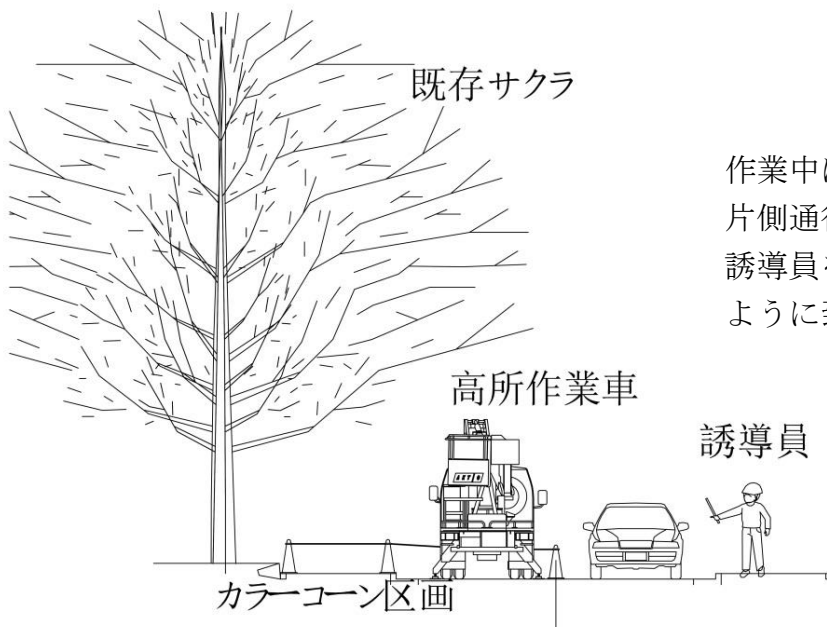 既存サクラ
作業中
片側通
誘導員
ように
高所作業車
誘導員
カラーコーン区画